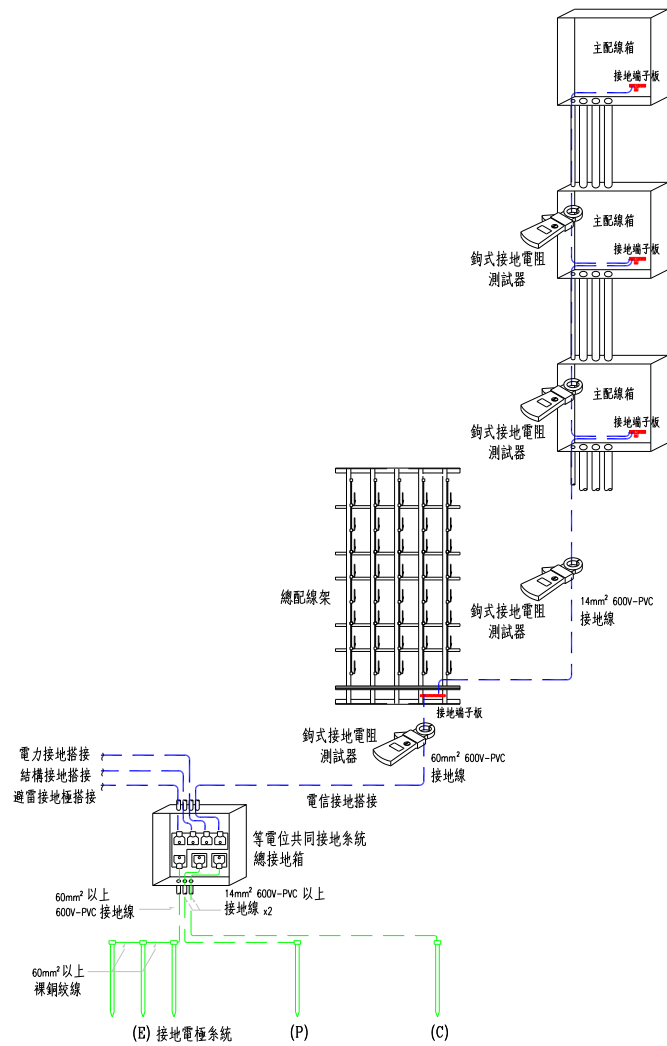 主配線箱
接地端子板
主配線箱
接地端子板
鉤式接地電阻
測試器
主配線箱
接地端子板
鉤式接地電阻
測試器
總配線架
鉤式接地電阻
測試器
14mm² 600V-PVC
接地線
接地端子板
鉤式接地電阻
測試器
60mm² 600V-PVC
接地線
電力接地搭接
結構接地搭接
避雷接地極搭接
電信接地搭接
等電位共同接地系統
總接地箱
60mm² 以上
600V-PVC 接地線
14mm² 600V-PVC 以上
接地線 x2
60mm² 以上
裸銅絞線
(E) 接地電極系統
(P)
(C)